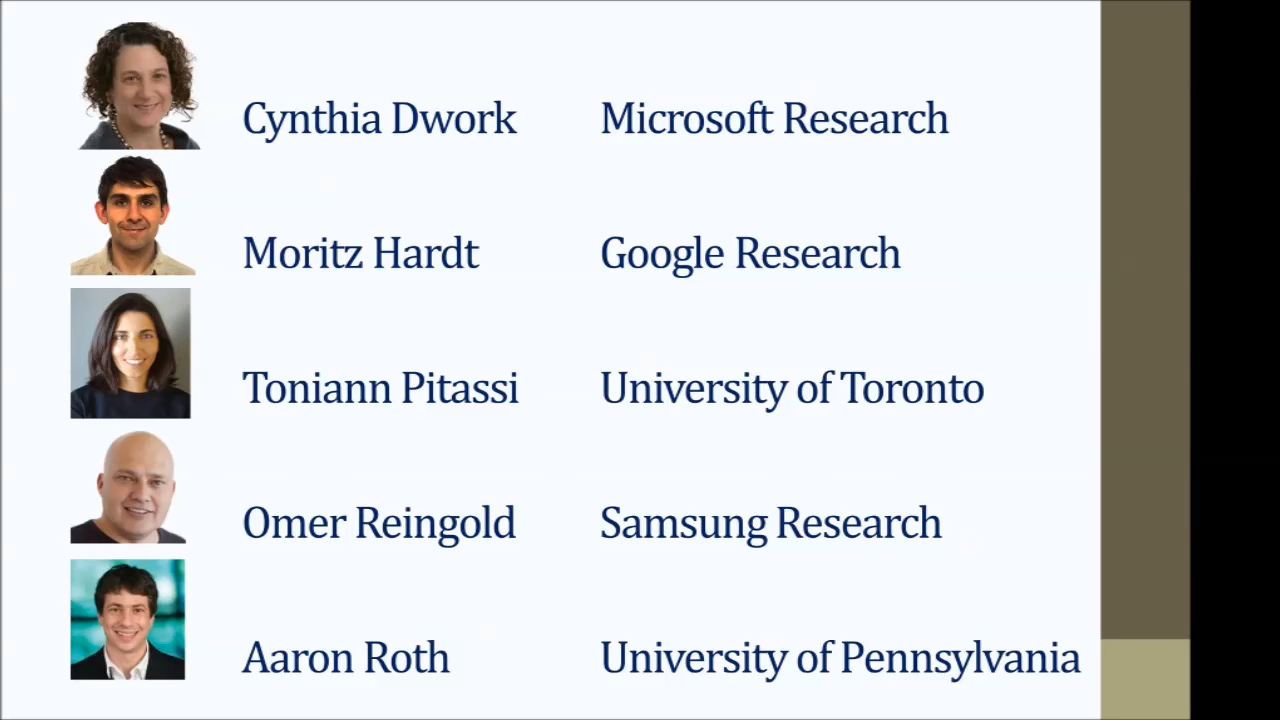 Cynthia Dwork Microsoft Research
Moritz Hardt Google Research
Toniann Pitassi University of Toronto
Omer Reingold Samsung Research
Aaron Roth University of Pennsylvania